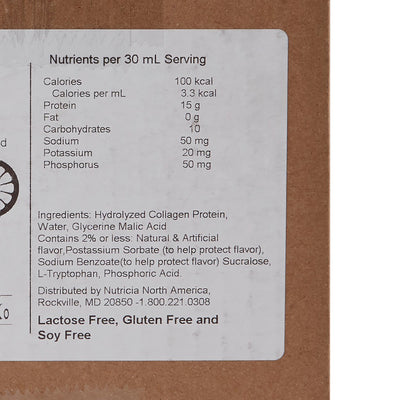 Nutrients per 30 mL Serving
Calories 100 kcal
Calories per mL 3.3 kcal
Protein 15 g
Fat 0 g
Carbohydrates 10
Sodium 50 mg
Potassium 20 mg
Phosphorus 50 mg
Ingredients: Hydrolyzed Collagen Protein,
Water, Glycerine Malic Acid
Contains 2% or less: Natural & Artificial
flavor,Postassium Sorbate (to help protect flavor),
Sodium Benzoate(to help protect flavor) Sucralose,
L-Tryptophan, Phosphoric Acid.
Distributed by Nutricia North America,
Rockville, MD 20850 -1.800.221.0308
Lactose Free, Gluten Free and
Soy Free